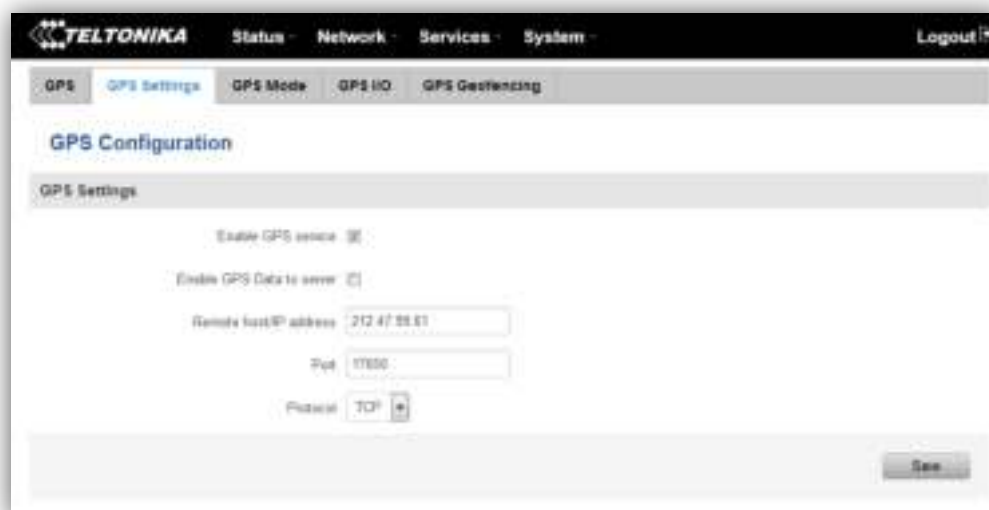 TELTONIKA Status Network Services System Logout
GPS GPS Settings GPS Mode GPS I/O GPS Geofencing
GPS Configuration
GPS Settings
Enable GPS service
Enable GPS Data to server
Remote host/IP address
Port
Protocol TCP
Save